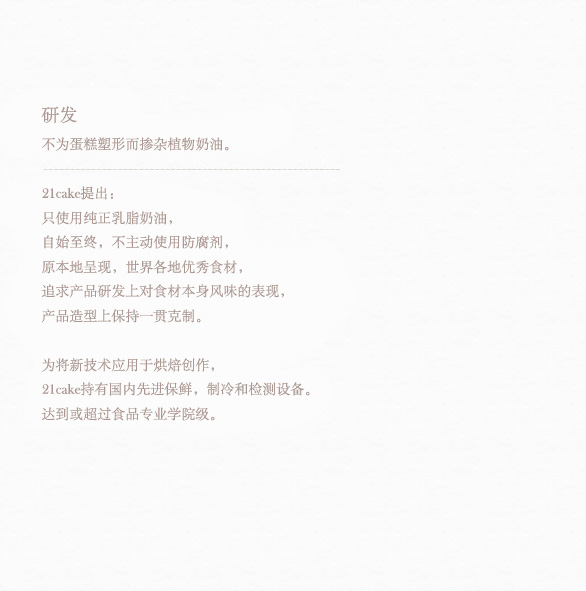 研发
不为蛋糕塑形而掺杂植物奶油。
21cake提出：
只使用纯正乳脂奶油，
自始至终，不主动使用防腐剂，
原本地呈现，世界各地优秀食材，
追求产品研发上对食材本身风味的表现，
产品造型上保持一贯克制。
为将新技术应用于烘焙创作，
21cake持有国内先进保鲜，制冷和检测设备。
达到或超过食品专业学院级。